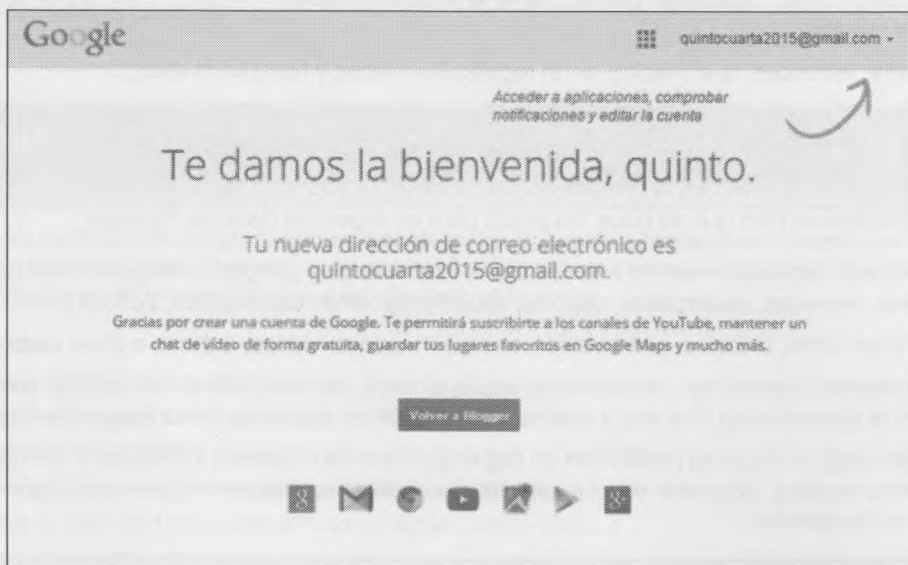 Google
quintocuarta2015@gmail.com
Acceder a aplicaciones, comprobar
notificaciones y editar la cuenta
Te damos la bienvenida, quinto.
Tu nueva dirección de correo electrónico es
quintocuarta2015@gmail.com.
Gracias por crear una cuenta de Google. Te permitirá suscribirte a los canales de YouTube, mantener un
chat de vídeo de forma gratuita, guardar tus lugares favoritos en Google Maps y mucho más.
Volver a Blogger